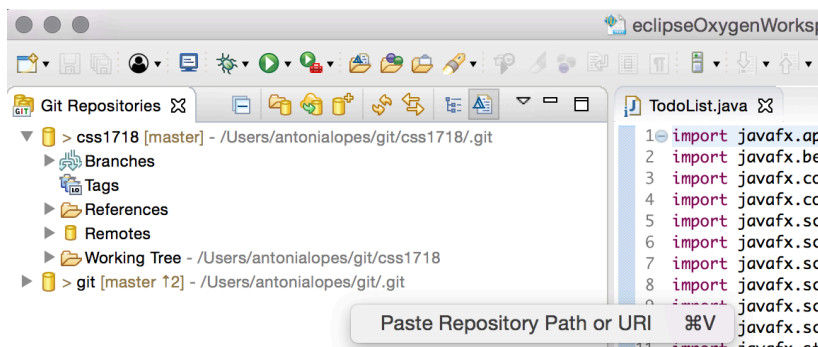 eclipseOxygenWorksp
Git Repositories
TodoList.java
> css1718 [master] - /Users/antonialopes/git/css1718/.git
Branches
Tags
References
Remotes
Working Tree - /Users/antonialopes/git/css1718
> git [master ↑2] - /Users/antonialopes/git/.git
Paste Repository Path or URI ⌘V
1 import javafx.ap
2 import javafx.be
3 import javafx.co
4 import javafx.co
5 import javafx.sc
6 import javafx.sc
7 import javafx.sc
8 import javafx.sc
import javafx.sc
javafx.sc